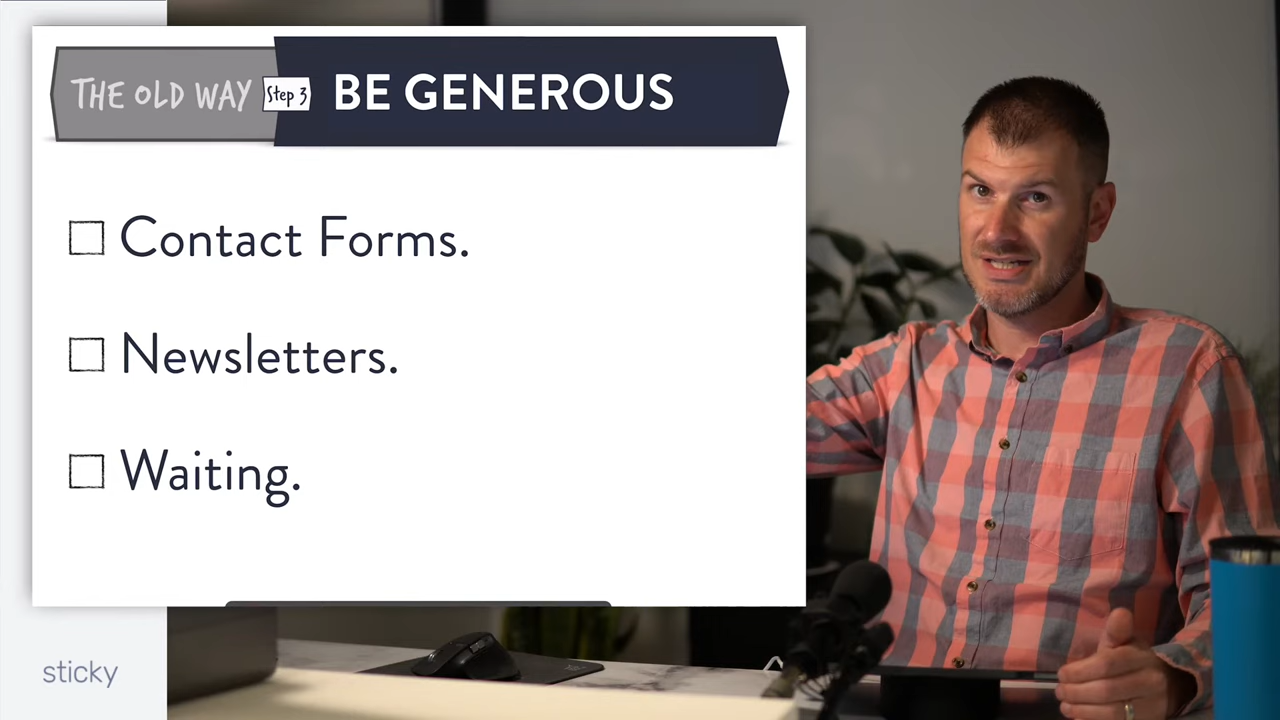 THE OLD WAY Step 3 BE GENEROUS
Contact Forms.
Newsletters.
Waiting.
sticky